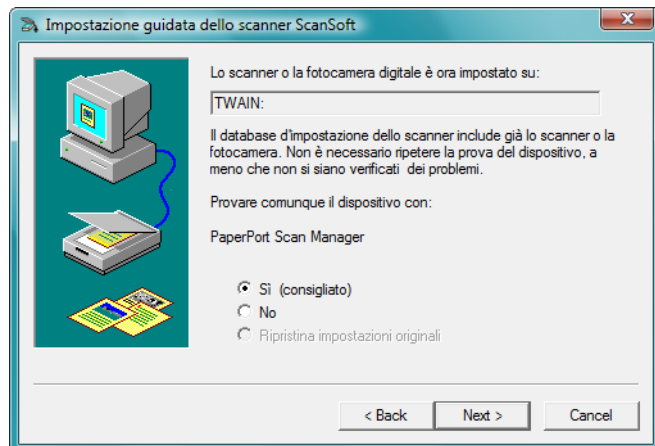 Impostazione guidata dello scanner ScanSoft
Lo scanner o la fotocamera digitale è ora impostato su:
TWAIN:
Il database d'impostazione dello scanner include già lo scanner o la
fotocamera. Non è necessario ripetere la prova del dispositivo, a
meno che non si siano verificati dei problemi.
Provare comunque il dispositivo con:
PaperPort Scan Manager
Sì (consigliato)
No
Ripristina impostazioni originali
< Back
Next >
Cancel